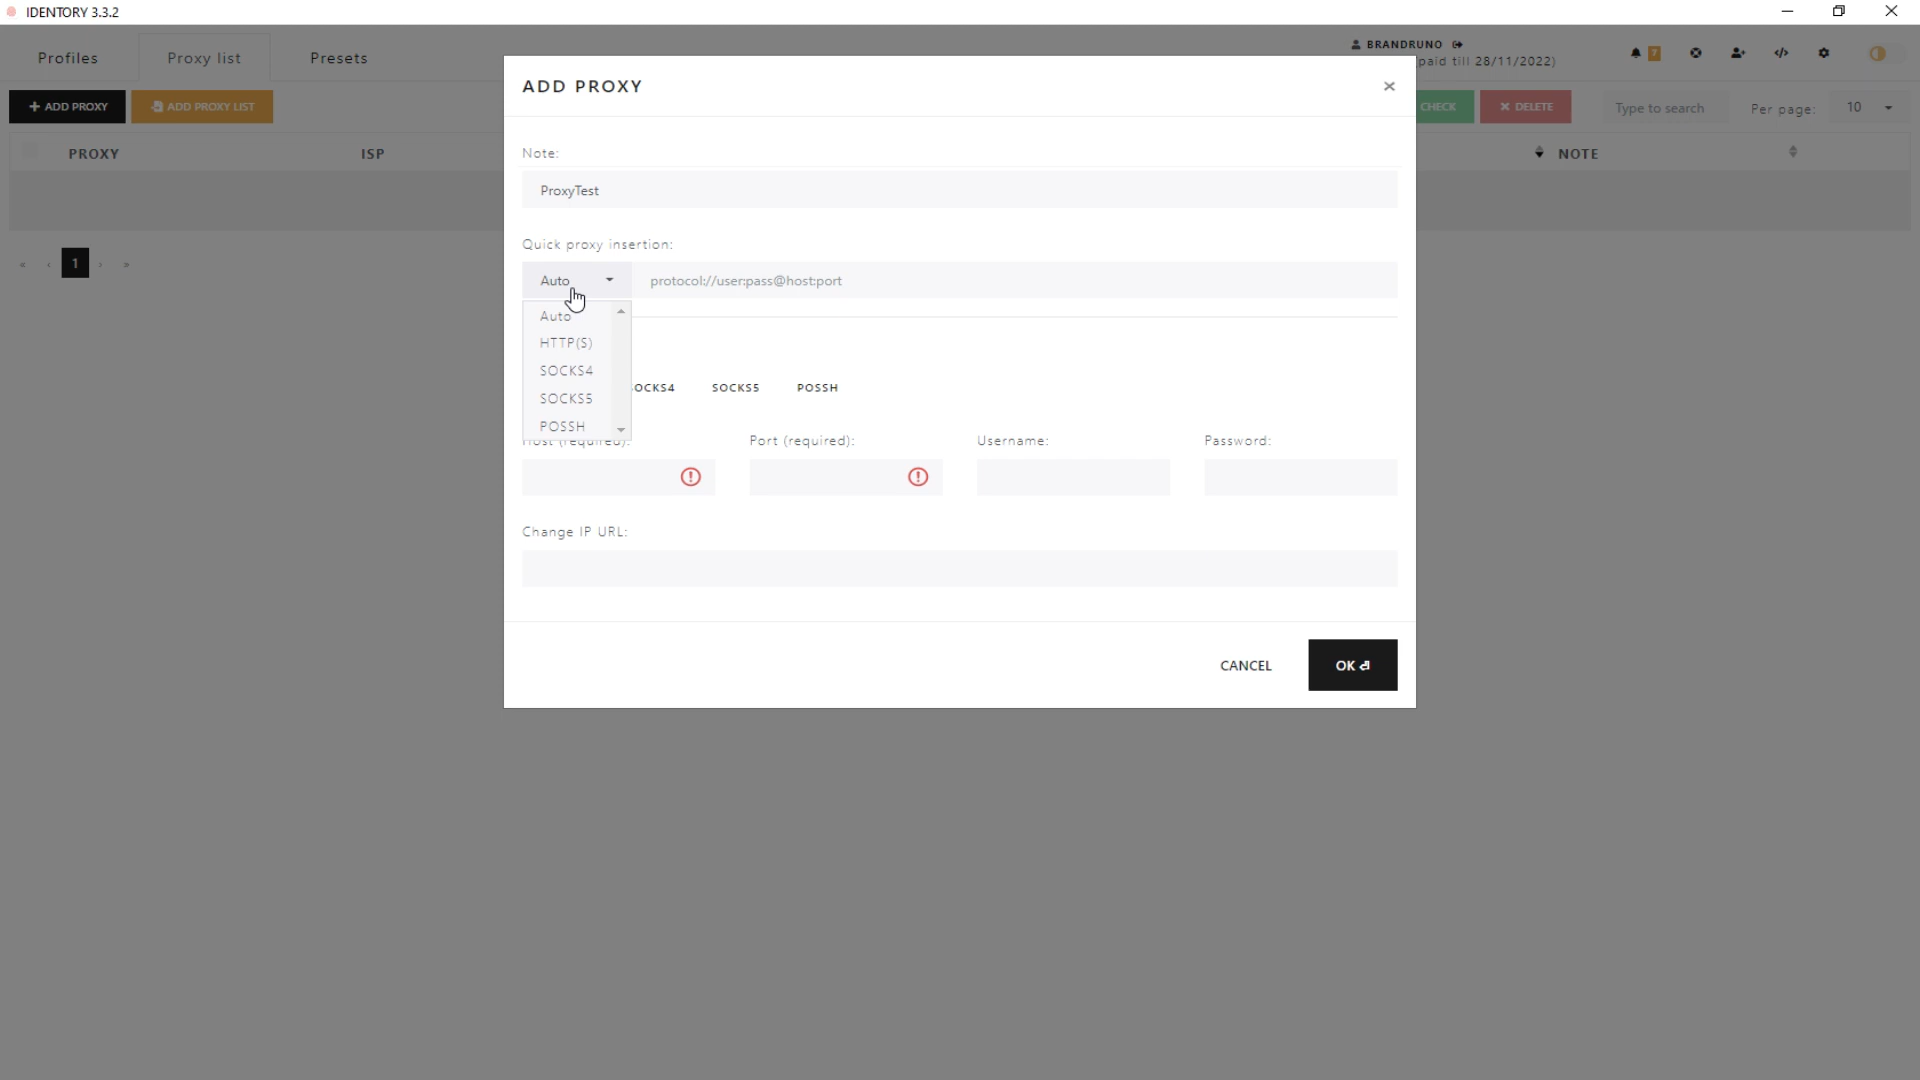 IDENTORY 3.3.2
Profiles
Proxy list
Presets
BRANDRUNO
(paid till 28/11/2022)
7
ADD PROXY
ADD PROXY LIST
CHECK
DELETE
Type to search
Per page:
10
PROXY
ISP
NOTE
« ‹ 1 › »
ADD PROXY
Note:
ProxyTest
Quick proxy insertion:
Auto
protocol://user:pass@host:port
Auto
HTTP(S)
SOCKS4
SOCKS5
POSSH
OCKS4
SOCKS5
POSSH
Host (required):
Port (required):
Username:
Password:
Change IP URL:
CANCEL
OK